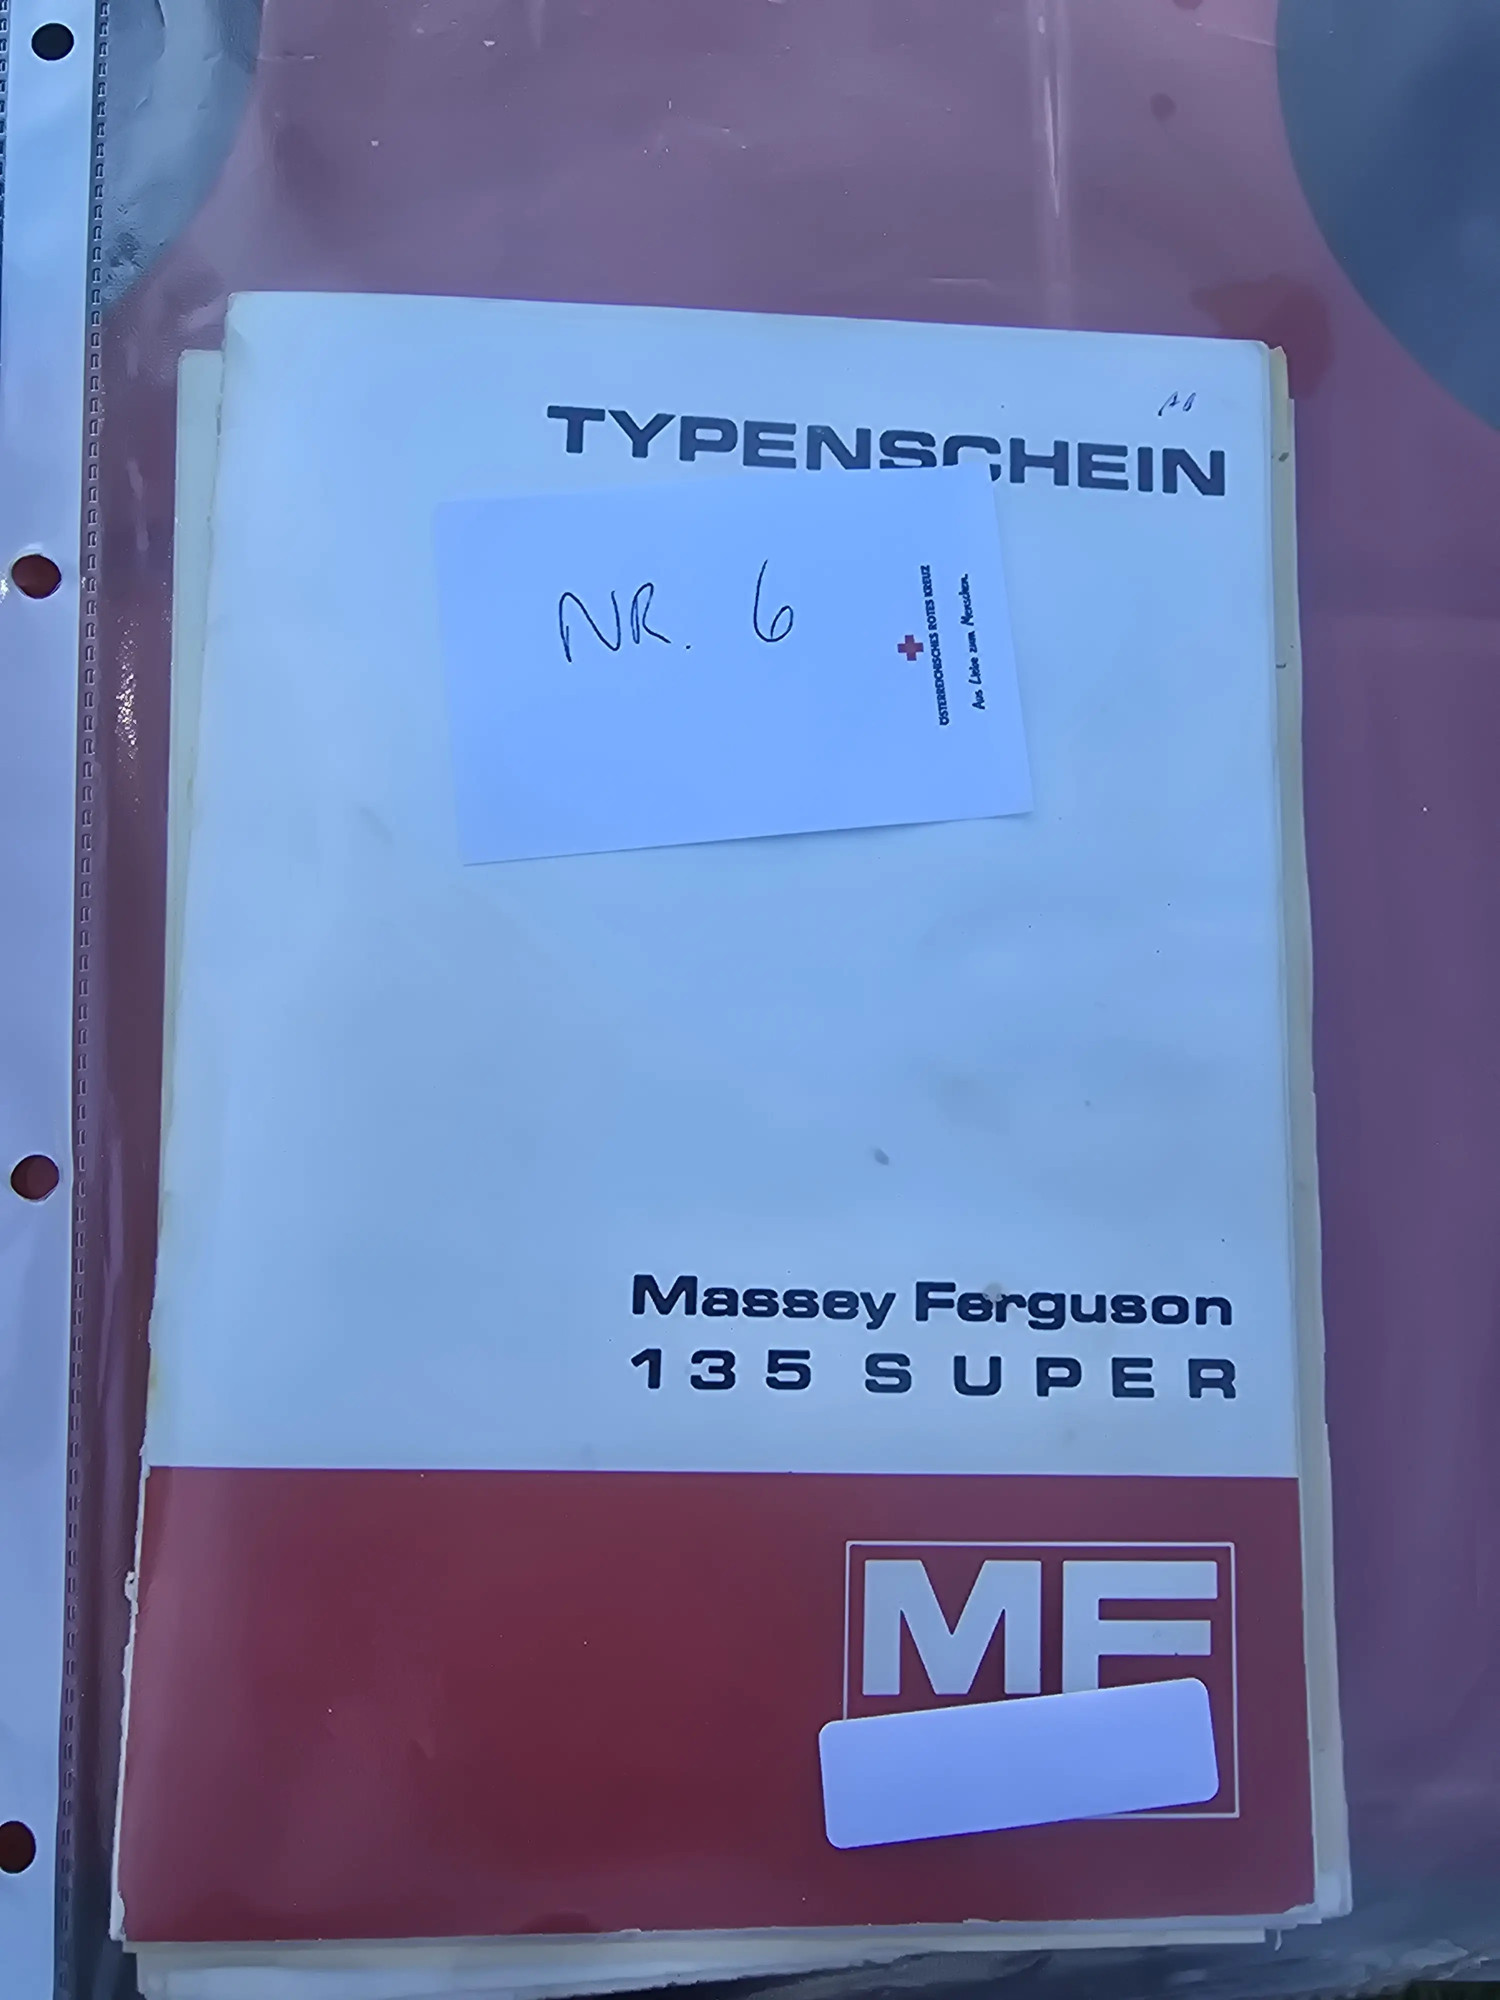 TYPENSCHEIN
NR. 6
ÖSTERREICHISCHES ROTES KREUZ
Aus Liebe zum Menschen.
Massey Ferguson
135 SUPER
MF